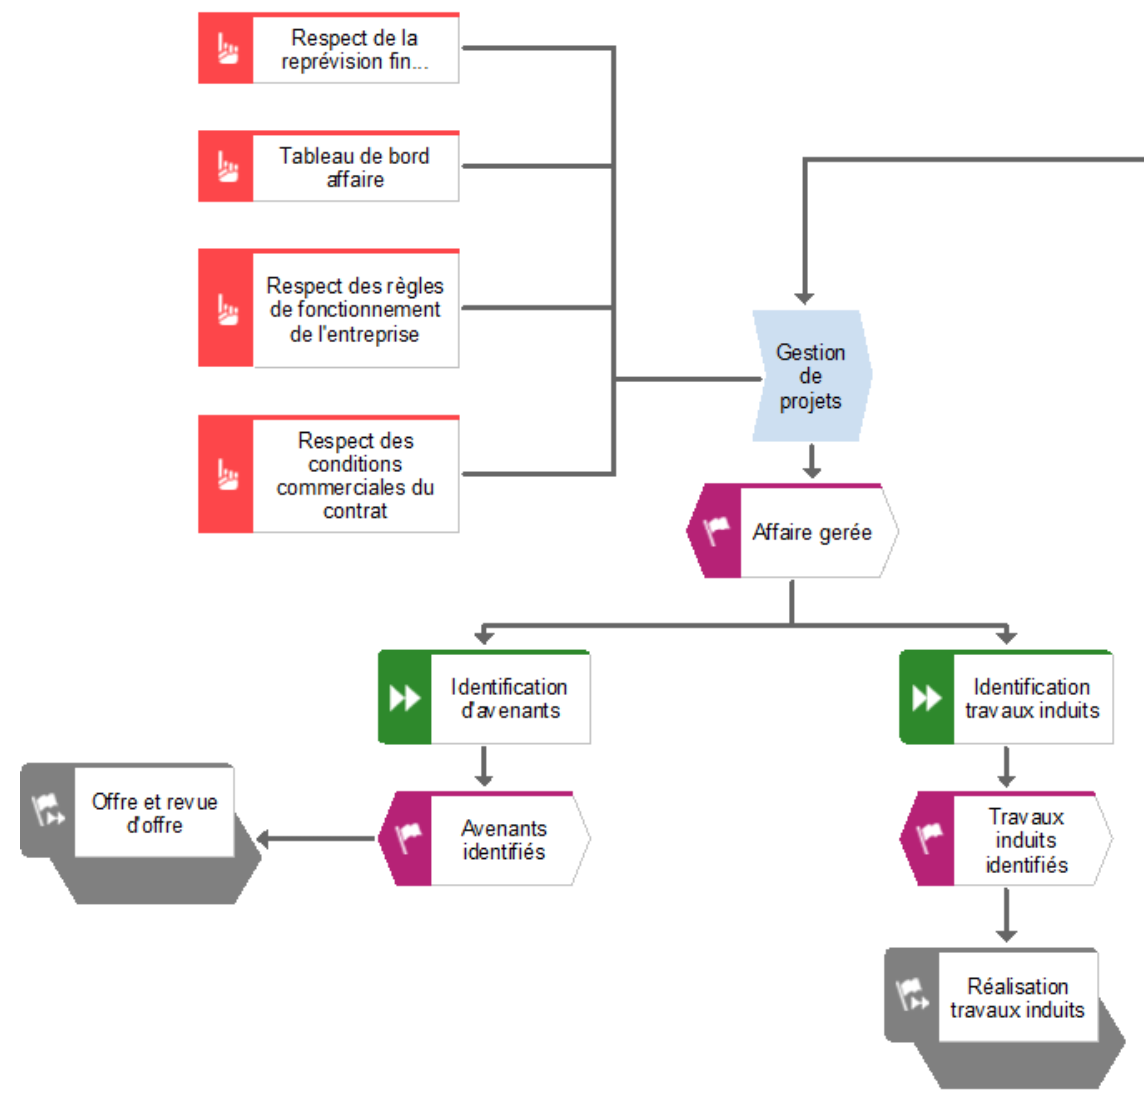 Respect de la
reprévision fin...
Tableau de bord
affaire
Respect des règles
de fonctionnement
de l'entreprise
Respect des
conditions
commerciales du
contrat
Gestion
de
projets
Affaire gerée
Identification
d'avenants
Identification
travaux induits
Offre et revue
d'offre
Avenants
identifiés
Travaux
induits
identifiés
Réalisation
travaux induits